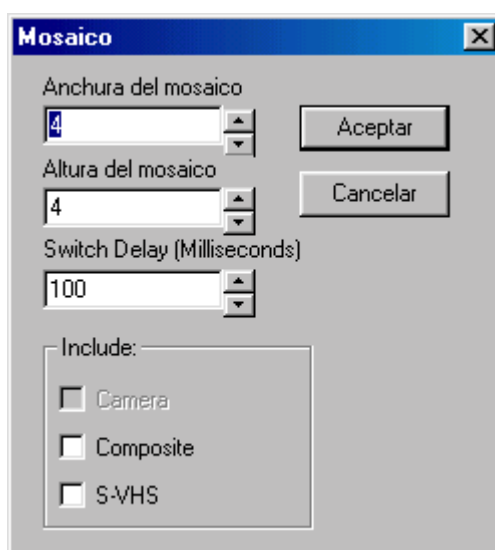 Mosaico
Anchura del mosaico
4
Aceptar
Altura del mosaico
4
Cancelar
Switch Delay (Milliseconds)
100
Include:
Camera
Composite
S-VHS